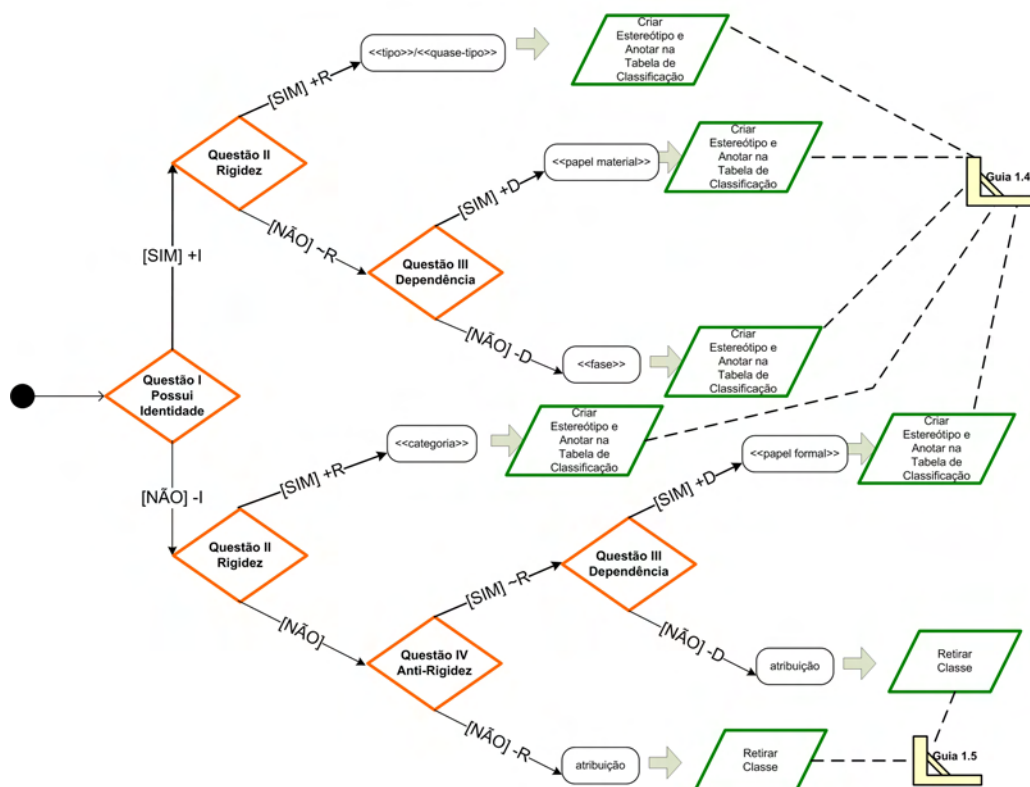 Criar
Estereótipo e
Anotar na
Tabela de
Classificação
<<tipo>>/<<quase-tipo>>
[SIM] +R
Questão II
Rigidez
Criar
Estereótipo e
Anotar na
Tabela de
Classificação
<<papel material>>
[SIM] +D
Guia 1.4
[NÃO] ~R
[SIM] +I
Questão III
Dependência
[NÃO] -D
Criar
Estereótipo e
Anotar na
Tabela de
Classificação
<<fase>>
Questão I
Possui
Identidade
Criar
Estereótipo e
Anotar na
Tabela de
Classificação
<<categoria>>
[SIM] +R
Criar
Estereótipo e
Anotar na
Tabela de
Classificação
<<papel formal>>
[SIM] +D
[NÃO] -I
Questão II
Rigidez
Questão III
Dependência
[SIM] ~R
[NÃO]
[NÃO] -D
Questão IV
Anti-Rigidez
atribuição
Retirar
Classe
[NÃO] -R
atribuição
Retirar
Classe
Guia 1.5